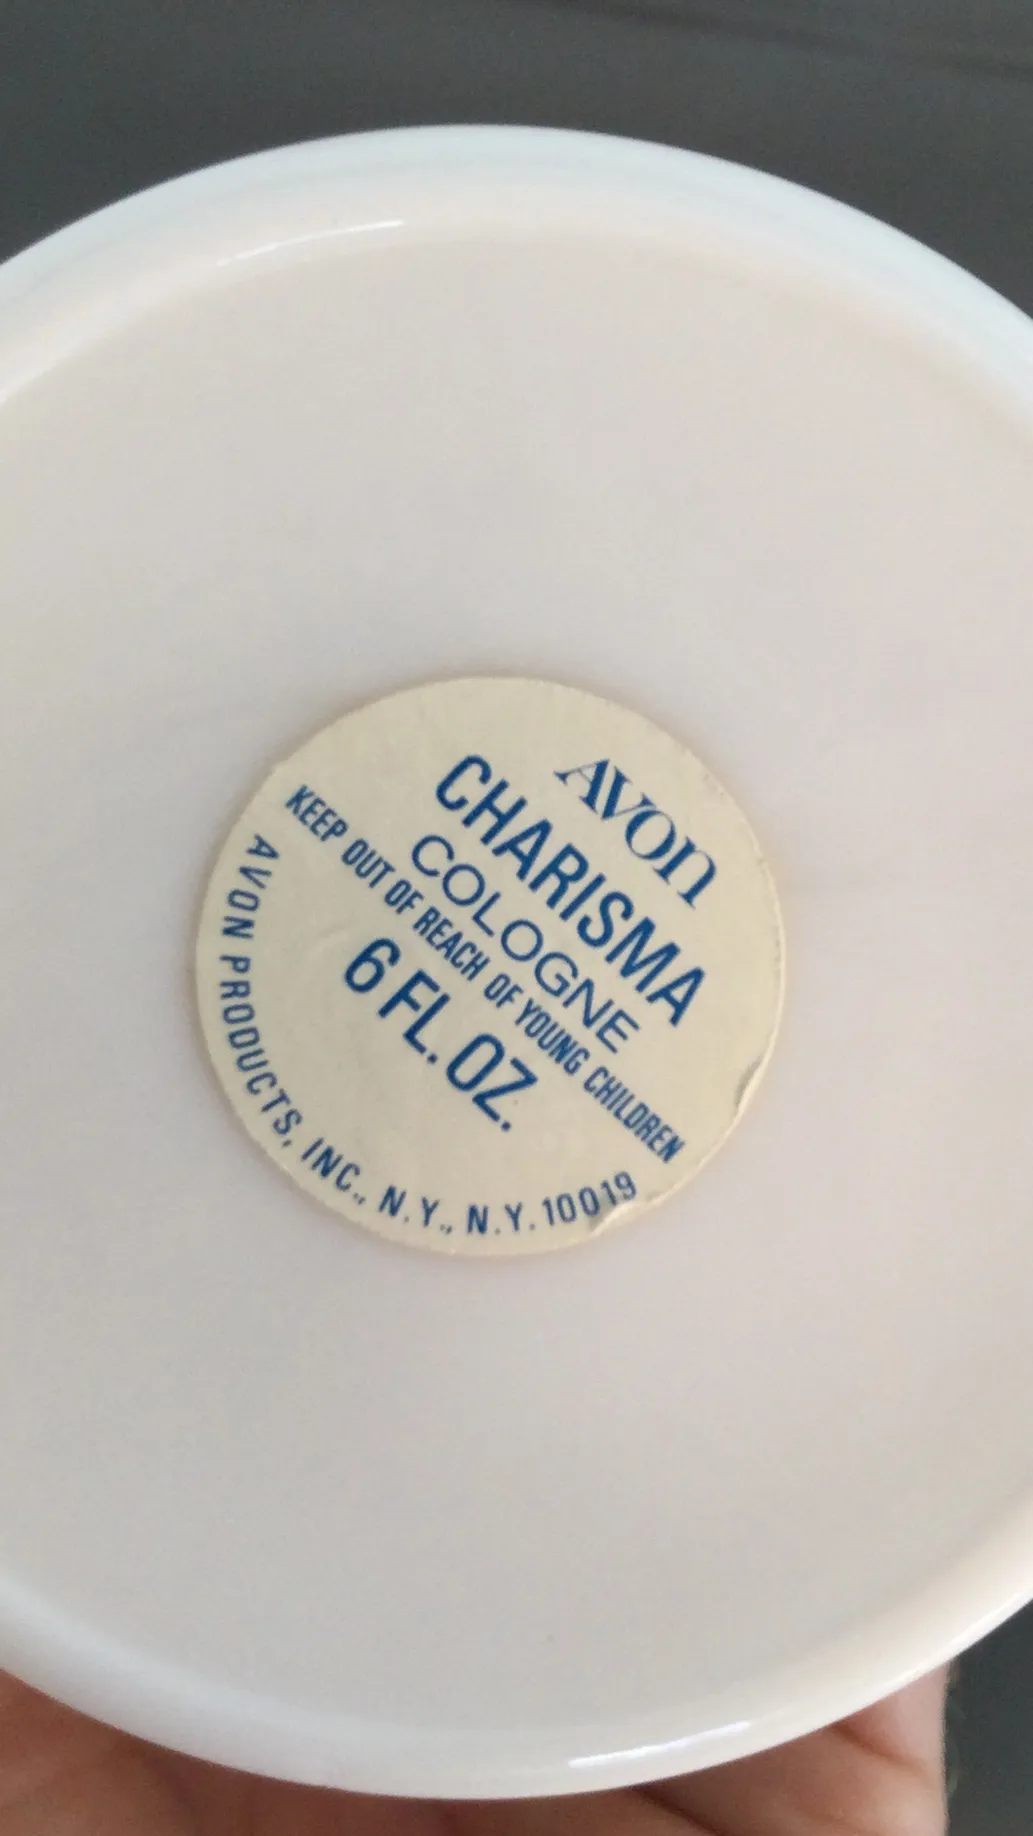 AVON
CHARISMA
COLOGNE
KEEP OUT OF REACH OF YOUNG CHILDREN
6 FL. OZ.
AVON PRODUCTS, INC., N.Y., N.Y. 10019